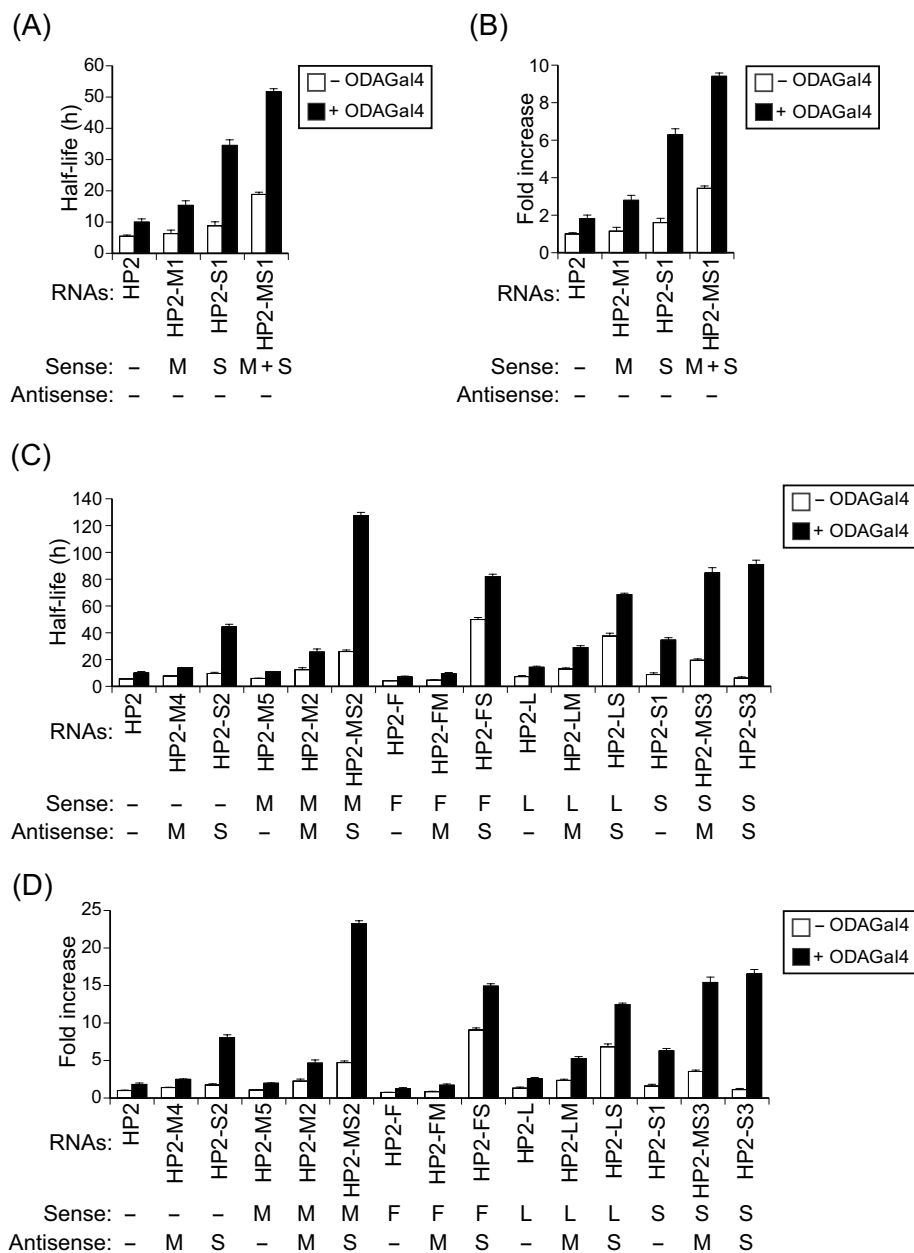 (A)
60
50
40
30
20
10
0
Half-life (h)
– ODAGal4
+ ODAGal4
RNAs: HP2 HP2-M1 HP2-S1 HP2-MS1
Sense: – M S M + S
Antisense: – – – –
(B)
10
8
6
4
2
0
Fold increase
– ODAGal4
+ ODAGal4
RNAs: HP2 HP2-M1 HP2-S1 HP2-MS1
Sense: – M S M + S
Antisense: – – – –
(C)
140
120
100
80
60
40
20
0
Half-life (h)
– ODAGal4
+ ODAGal4
RNAs: HP2 HP2-M4 HP2-S2 HP2-M5 HP2-M2 HP2-MS2 HP2-F HP2-FM HP2-FS HP2-L HP2-LM HP2-LS HP2-S1 HP2-MS3 HP2-S3
Sense: – – – M M M F F F L L L S S S
Antisense: – M S – M S – M S – M S – M S
(D)
25
20
15
10
5
0
Fold increase
– ODAGal4
+ ODAGal4
RNAs: HP2 HP2-M4 HP2-S2 HP2-M5 HP2-M2 HP2-MS2 HP2-F HP2-FM HP2-FS HP2-L HP2-LM HP2-LS HP2-S1 HP2-MS3 HP2-S3
Sense: – – – M M M F F F L L L S S S
Antisense: – M S – M S – M S – M S – M S